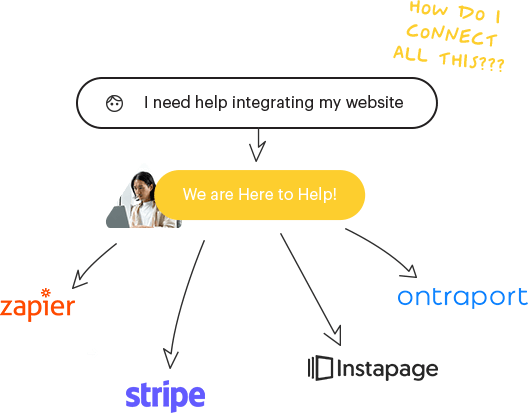 HOW DO I
CONNECT
ALL THIS???
I need help integrating my website
We are Here to Help!
zapier
ontraport
Instapage
stripe